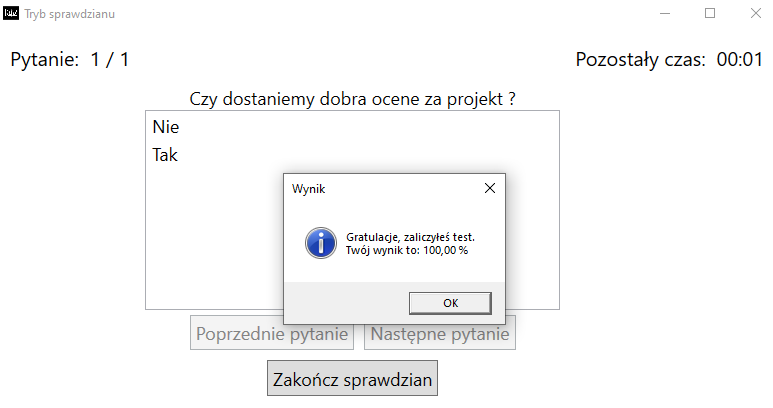 Tryb sprawdzianu
Pytanie: 1 / 1
Pozostały czas: 00:01
Czy dostaniemy dobra ocene za projekt ?
Nie
Tak
Wynik
Gratulacje, zaliczyłeś test.
Twój wynik to: 100,00 %
OK
Poprzednie pytanie
Następne pytanie
Zakończ sprawdzian